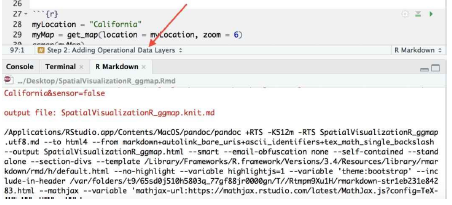 26
27 ```{r}
28 myLocation = "California"
29 myMap = get_map(location = myLocation, zoom = 6)
97:1 Step 2: Adding Operational Data Layers R Markdown
Console Terminal × R Markdown ×
.../Desktop/SpatialVisualizationR_ggmap.Rmd
California&sensor=false
output file: SpatialVisualizationR_ggmap.knit.md
/Applications/RStudio.app/Contents/MacOS/pandoc/pandoc +RTS -K512m -RTS SpatialVisualizationR_ggmap
.utf8.md --to html4 --from markdown+autolink_bare_uris+ascii_identifiers+tex_math_single_backslash
--output SpatialVisualizationR_ggmap.html --smart --email-obfuscation none --self-contained --stand
alone --section-divs --template /Library/Frameworks/R.framework/Versions/3.4/Resources/library/rmar
kdown/rmd/h/default.html --no-highlight --variable highlightjs=1 --variable 'theme:bootstrap' --inc
lude-in-header /var/folders/t9/65sd0j510h5803q_77gf88jr0000gn/T//Rtmpm9Xu1H/rmarkdown-str1eb231e842
83.html --mathjax --variable 'mathjax-url:https://mathjax.rstudio.com/latest/MathJax.js?config=TeX-